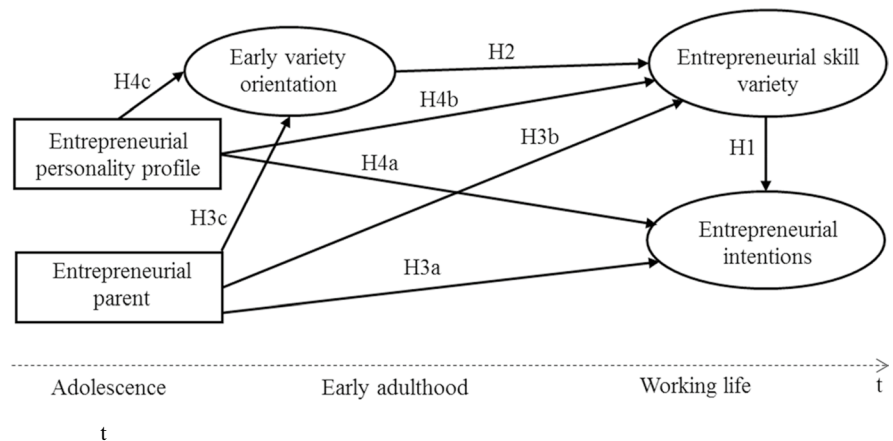 Early variety
orientation
H2
Entrepreneurial skill
variety
H4c
H4b
Entrepreneurial
personality profile
H3b
H4a
H1
H3c
Entrepreneurial
intentions
Entrepreneurial
parent
H3a
Adolescence
Early adulthood
Working life
t
t